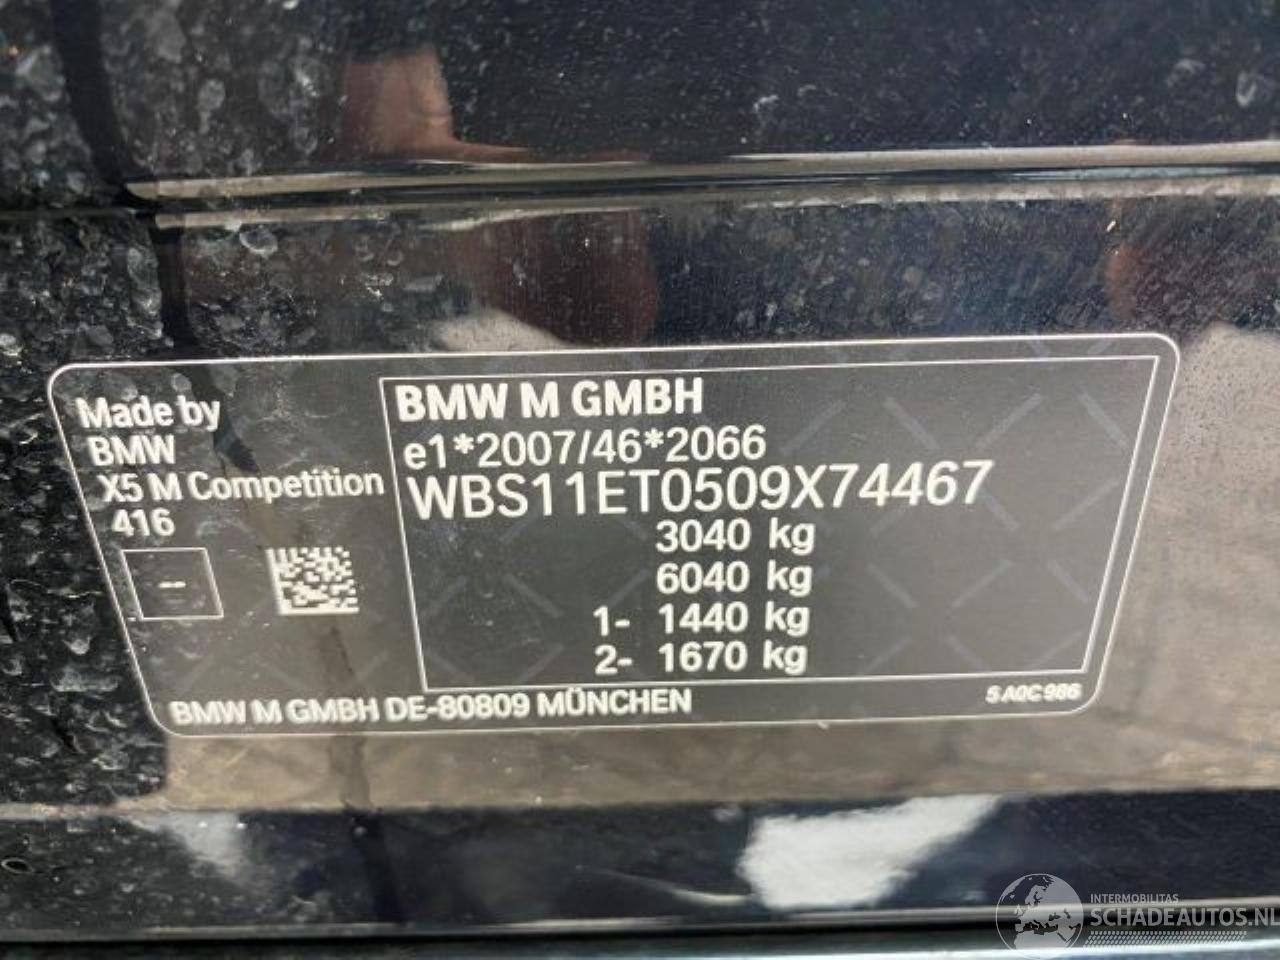 Made by
BMW
X5 M Competition
416
--
BMW M GMBH
e1*2007/46*2066
WBS11ET0509X74467
3040 kg
6040 kg
1- 1440 kg
2- 1670 kg
BMW M GMBH DE-80809 MÜNCHEN
5 A0C 986
INTERMOBILITAS
SCHADEAUTOS.NL